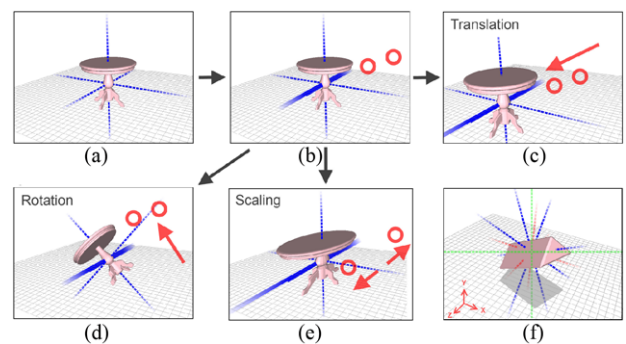 Translation
(a)
(b)
(c)
Rotation
Scaling
Y
Z
X
(d)
(e)
(f)